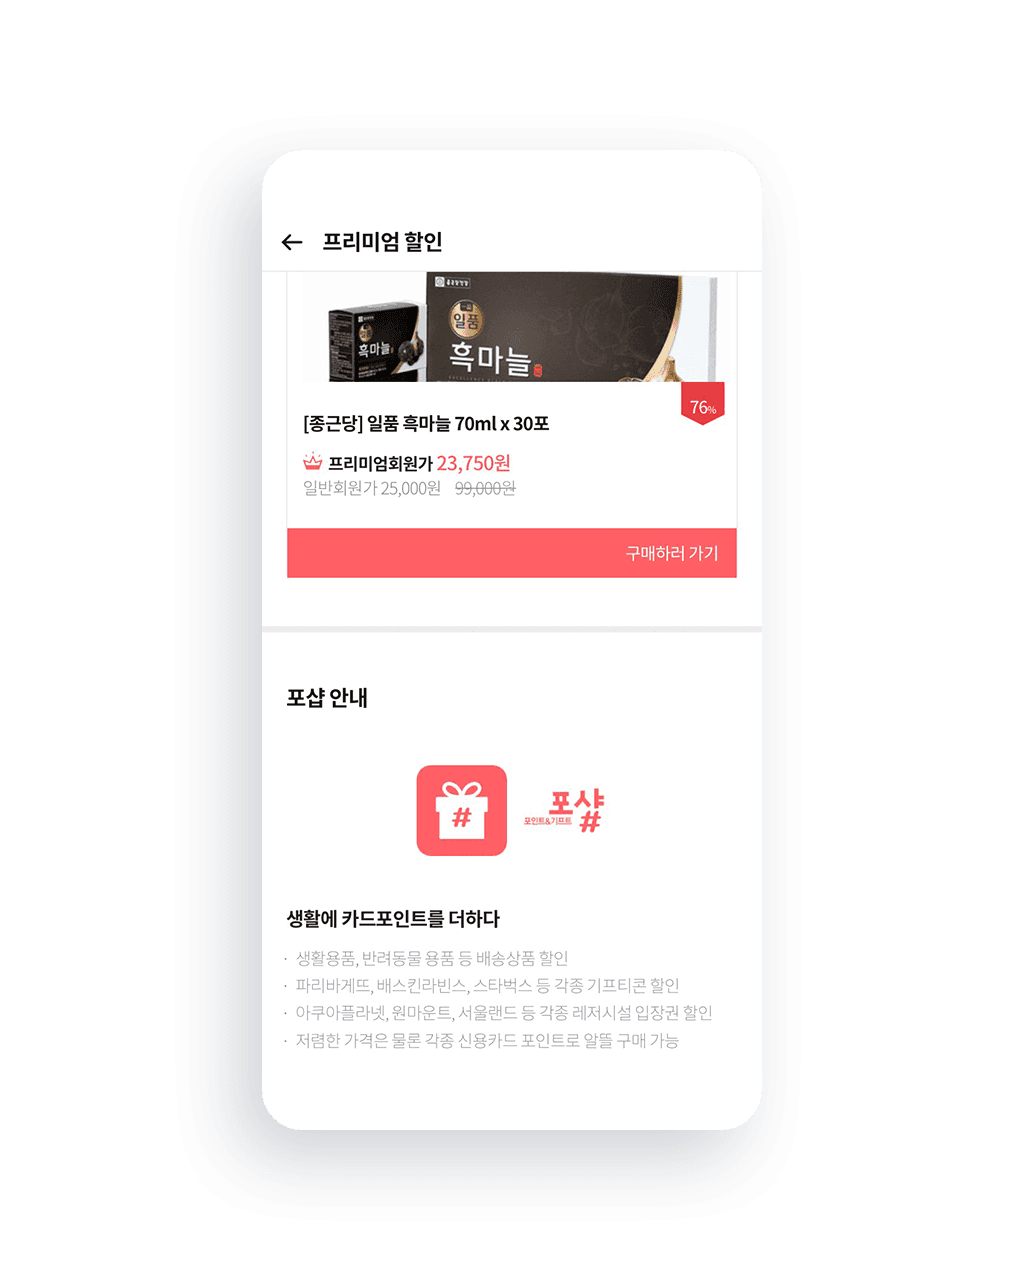 프리미엄 할인
종근당건강
일품
흑마늘
일품
흑마늘
76%
[종근당] 일품 흑마늘 70ml x 30포
프리미엄회원가 23,750원
일반회원가 25,000원 99,000원
구매하러 가기
포샵 안내
#
포샵
포인트&기프트 #
생활에 카드포인트를 더하다
· 생활용품, 반려동물 용품 등 배송상품 할인
· 파리바게뜨, 배스킨라빈스, 스타벅스 등 각종 기프티콘 할인
· 아쿠아플라넷, 원마운트, 서울랜드 등 각종 레저시설 입장권 할인
· 저렴한 가격은 물론 각종 신용카드 포인트로 알뜰 구매 가능